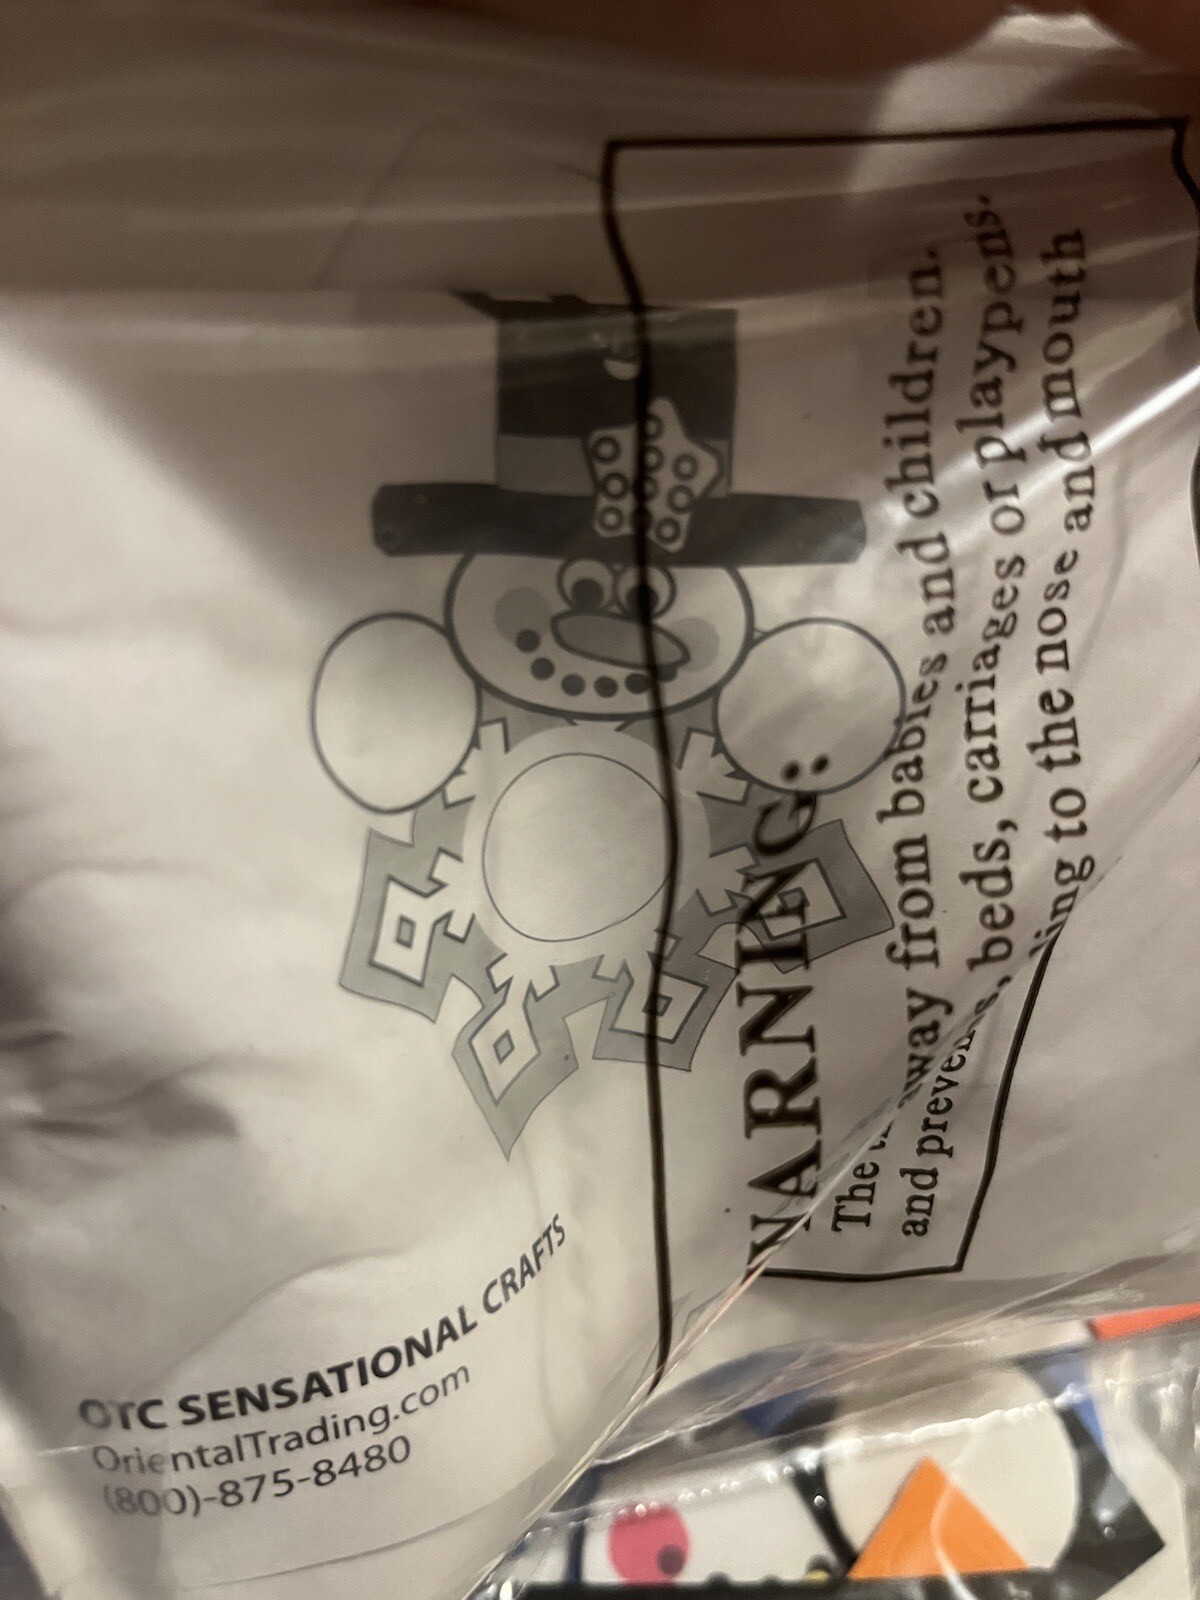 WARNING:
The away from babies and children.
and prevent, beds, carriages or playpens.
to the nose and mouth
OTC SENSATIONAL CRAFTS
OrientalTrading.com
(800)-875-8480